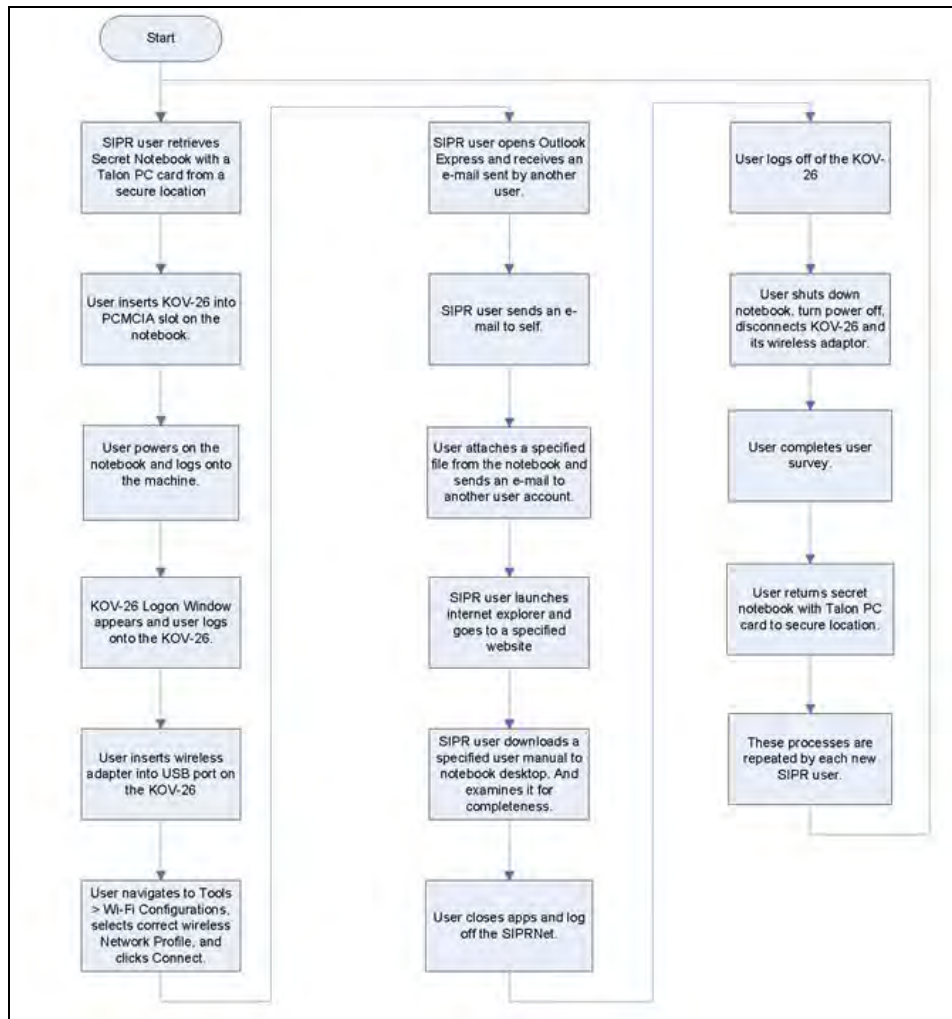 Start
SIPR user retrieves
Secret Notebook with a
Talon PC card from a
secure location
User inserts KOV-26 into
PCMCIA slot on the
notebook.
User powers on the
notebook and logs onto
the machine.
KOV-26 Logon Window
appears and user logs
onto the KOV-26.
User inserts wireless
adapter into USB port on
the KOV-26
User navigates to Tools
> Wi-Fi Configurations,
selects correct wireless
Network Profile, and
clicks Connect.
SIPR user opens Outlook
Express and receives an
e-mail sent by another
user.
SIPR user sends an e-
mail to self.
User attaches a specified
file from the notebook and
sends an e-mail to
another user account.
SIPR user launches
internet explorer and
goes to a specified
website
SIPR user downloads a
specified user manual to
notebook desktop. And
examines it for
completeness.
User closes apps and log
off the SIPRNet.
User logs off of the KOV-
26
User shuts down
notebook, turn power off,
disconnects KOV-26 and
its wireless adaptor.
User completes user
survey.
User returns secret
notebook with Talon PC
card to secure location.
These processes are
repeated by each new
SIPR user.